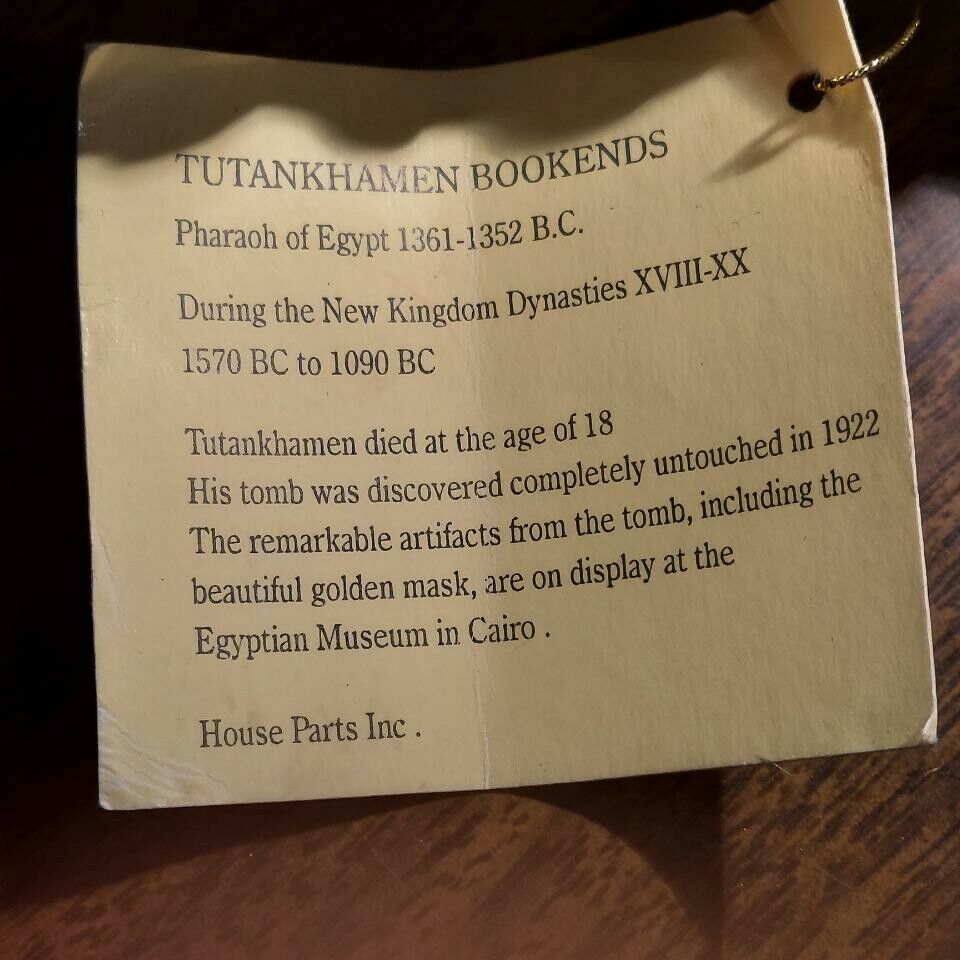 TUTANKHAMEN BOOKENDS
Pharaoh of Egypt 1361-1352 B.C.
During the New Kingdom Dynasties XVIII-XX
1570 BC to 1090 BC
Tutankhamen died at the age of 18
His tomb was discovered completely untouched in 1922
The remarkable artifacts from the tomb, including the
beautiful golden mask, are on display at the
Egyptian Museum in Cairo .
House Parts Inc .